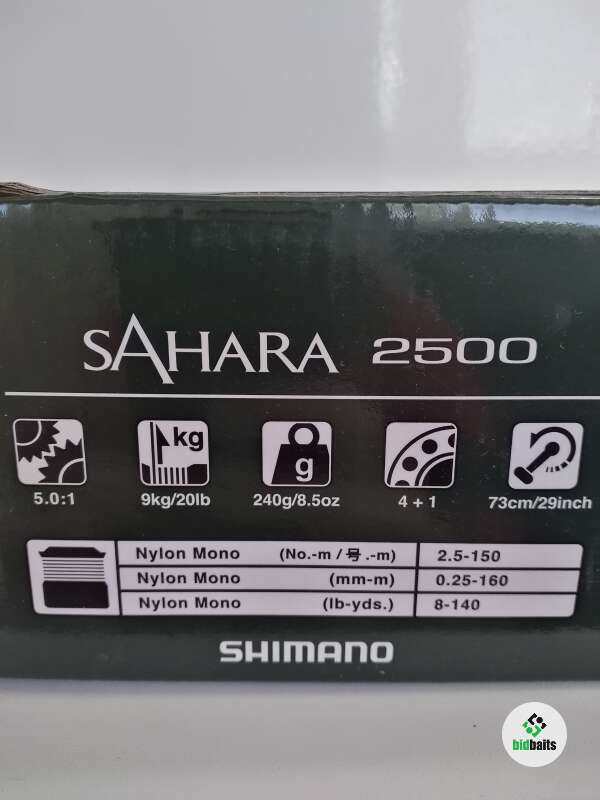 SAHARA 2500
kg
g
5.0:1 9kg/20lb 240g/8.5oz 4 + 1 73cm/29inch
Nylon Mono (No.-m / 号.-m) 2.5-150
Nylon Mono (mm-m) 0.25-160
Nylon Mono (lb-yds.) 8-140
SHIMANO
bidbaits